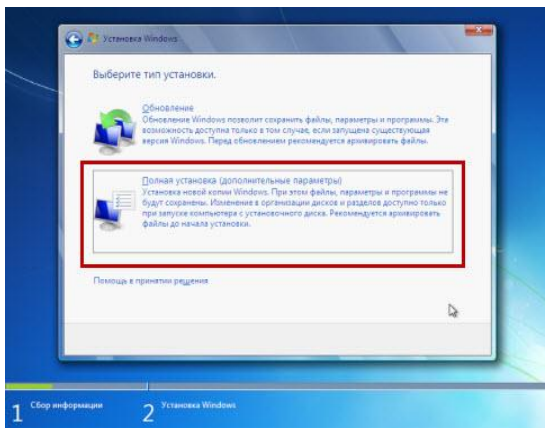 Установка Windows
Выберите тип установки.
Обновление
Обновление Windows позволит сохранить файлы, параметры и программы. Эта
возможность доступна только в том случае, если запущена существующая
версия Windows. Перед обновлением рекомендуется архивировать файлы.
Полная установка (дополнительные параметры)
Установка новой копии Windows. При этом файлы, параметры и программы не
будут сохранены. Изменение в организации дисков и разделов доступно только
при запуске компьютера с установочного диска. Рекомендуется архивировать
файлы до начала установки.
Помощь в принятии решения
1 Сбор информации 2 Установка Windows